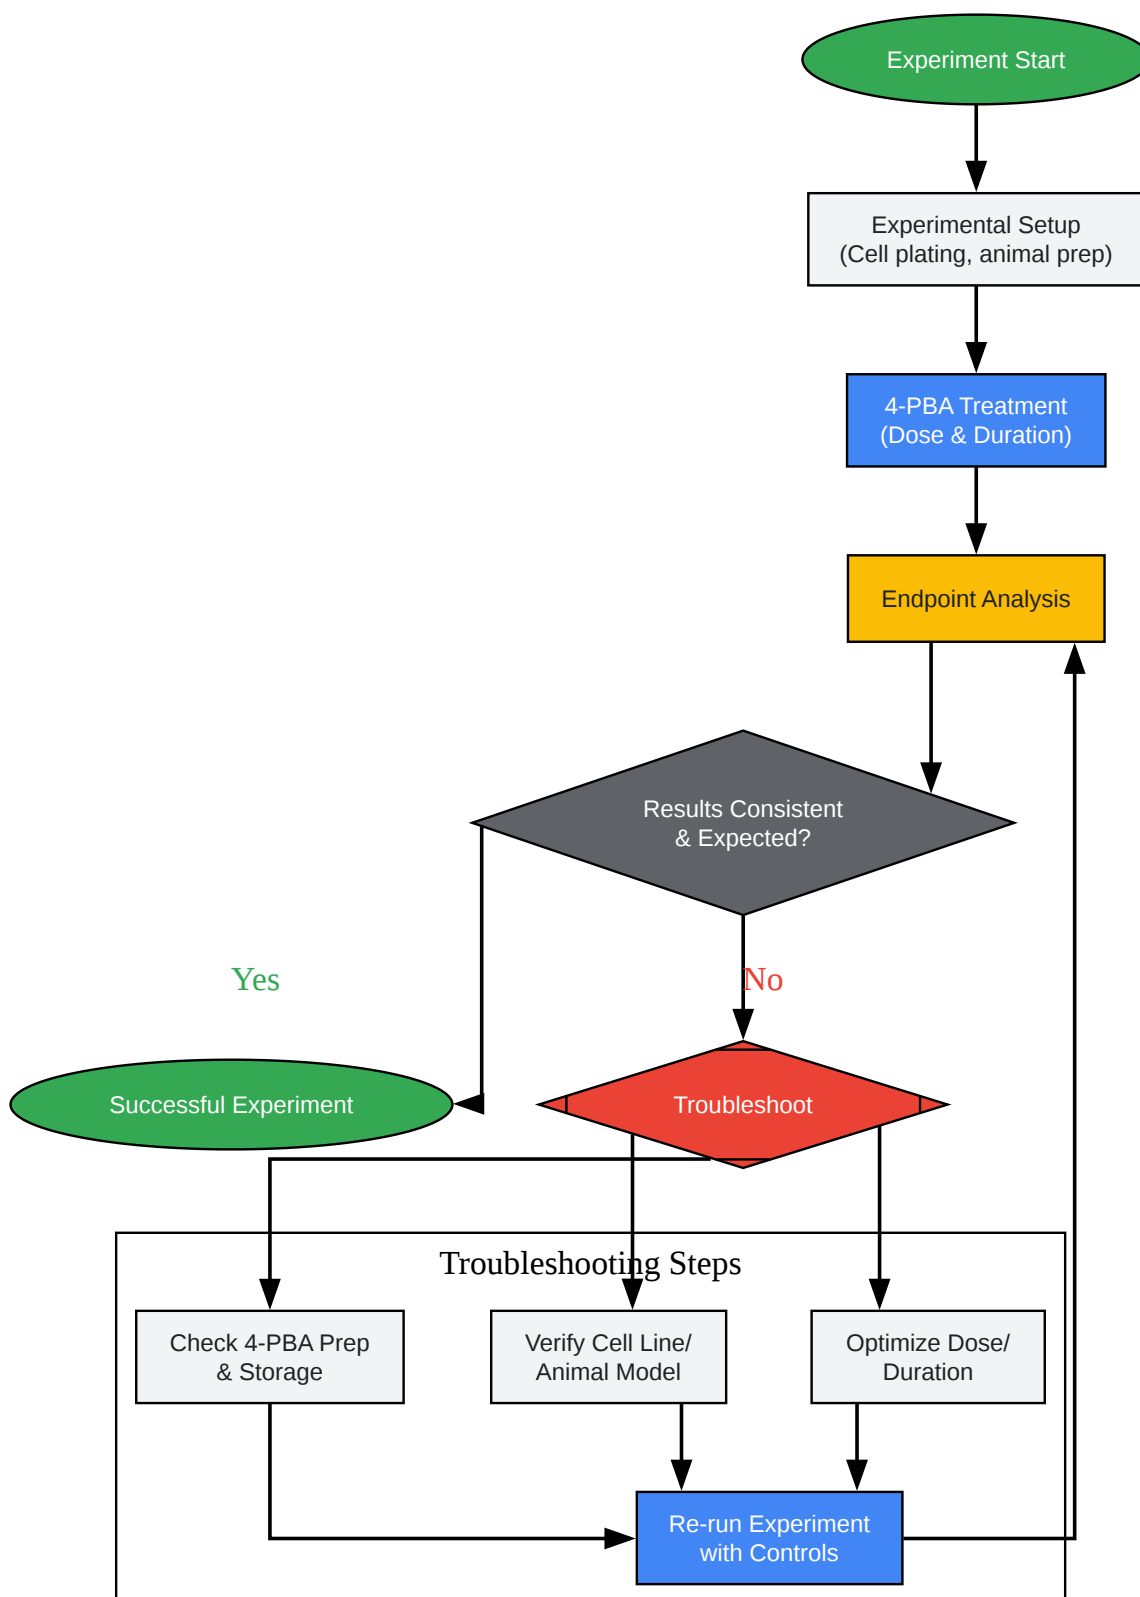 Experiment Start
Experimental Setup
(Cell plating, animal prep)
4-PBA Treatment
(Dose & Duration)
Endpoint Analysis
Results Consistent
& Expected?
Yes
No
Successful Experiment
Troubleshoot
Troubleshooting Steps
Check 4-PBA Prep
& Storage
Verify Cell Line/
Animal Model
Optimize Dose/
Duration
Re-run Experiment
with Controls